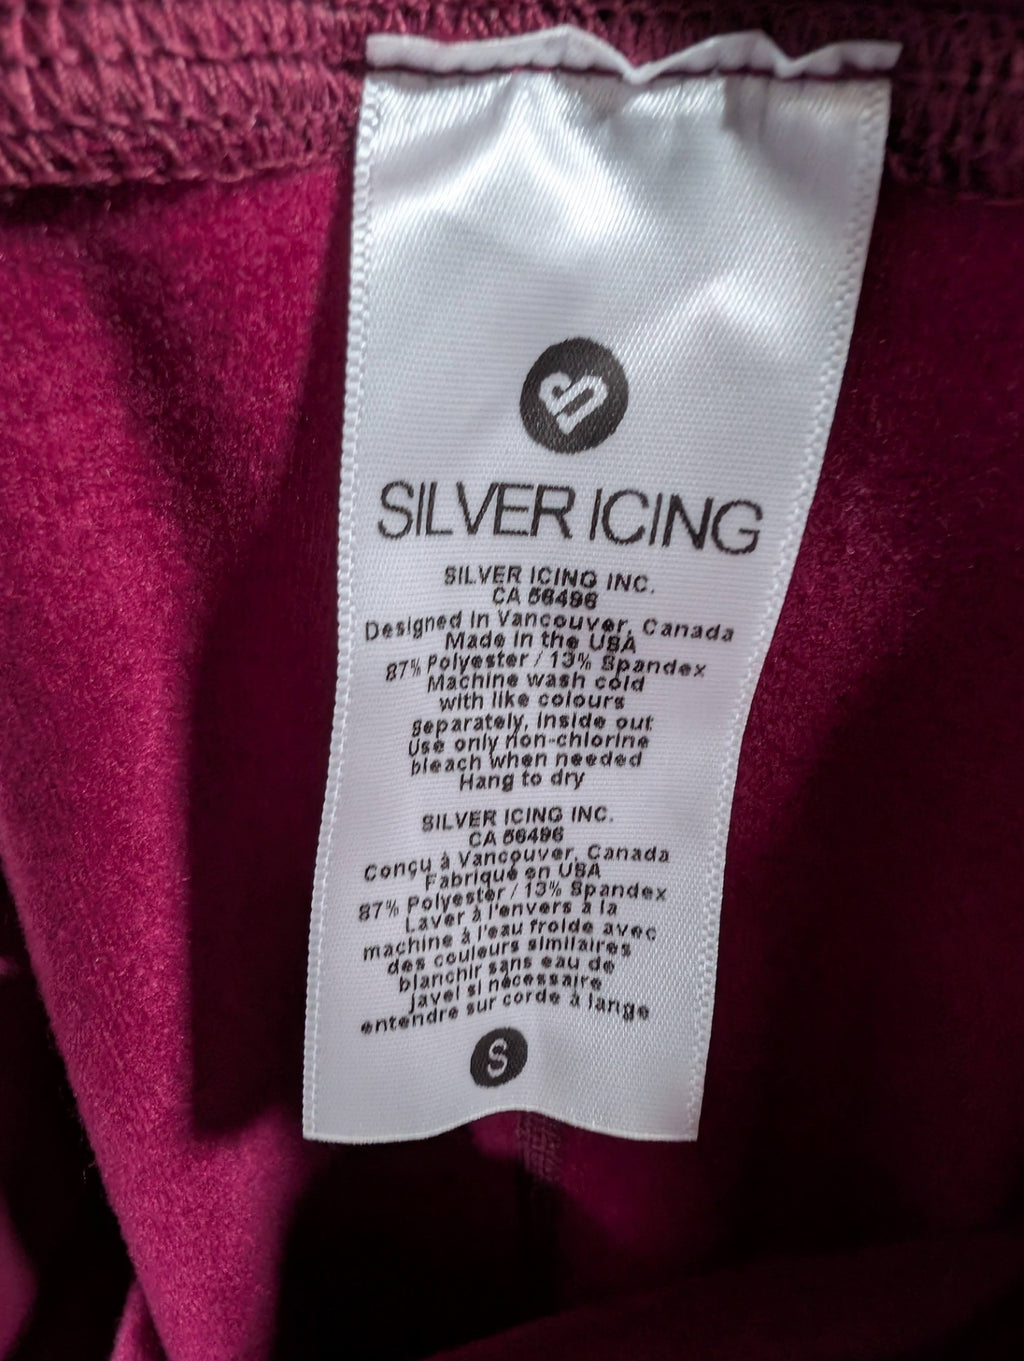 SILVER ICING
SILVER ICING INC.
CA 56496
Designed in Vancouver, Canada
Made in the USA
87% Polyester / 13% Spandex
Machine wash cold
with like colours
separately, inside out
Use only non-chlorine
bleach when needed
Hang to dry
SILVER ICING INC.
CA 56496
Conçu à Vancouver, Canada
Fabriqué en USA
87% Polyester / 13% Spandex
Laver à l'envers à la
machine à l'eau froide avec
des couleurs similaires
blanchir sans eau de
javel si nécessaire
entendre sur corde à lange
S